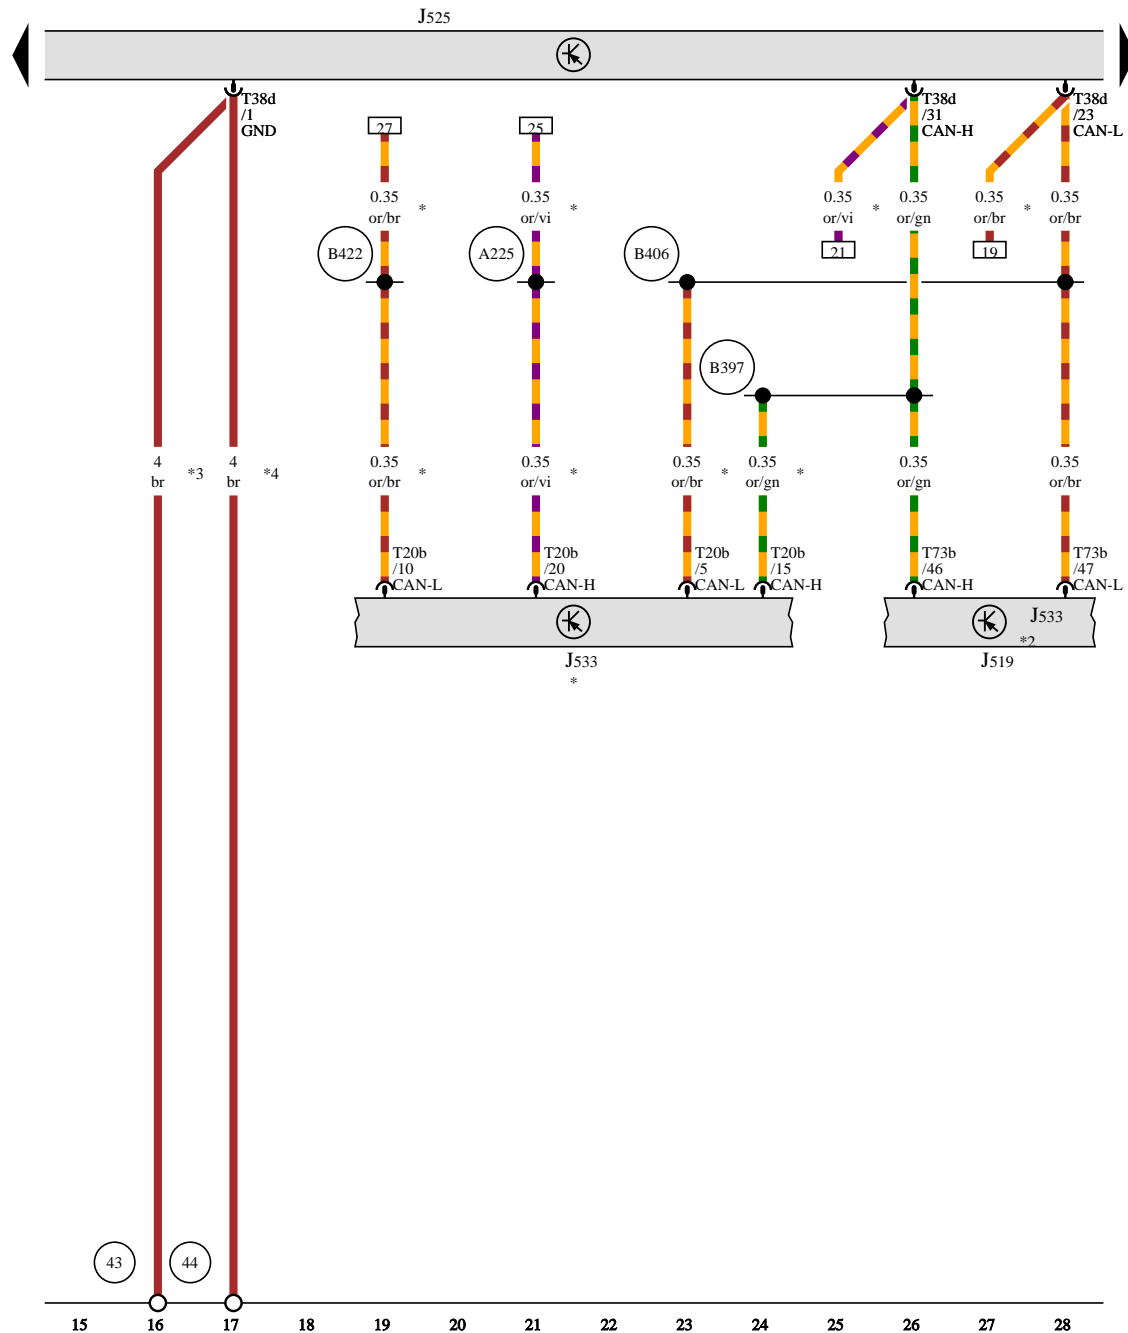 J525
T38d
/1
GND
T38d
/31
CAN-H
T38d
/23
CAN-L
27
25
0.35
or/br
*
0.35
or/vi
*
0.35
or/vi
*
0.35
or/gn
0.35
or/br
*
0.35
or/br
21
19
B422
A225
B406
B397
4
br
*3
4
br
*4
0.35
or/br
*
0.35
or/vi
*
0.35
or/br
*
0.35
or/gn
*
0.35
or/gn
0.35
or/br
T20b
/10
CAN-L
T20b
/20
CAN-H
T20b
/5
CAN-L
T20b
/15
CAN-H
T73b
/46
CAN-H
T73b
/47
CAN-L
J533
*2
J533
*
J519
43
44
15 16 17 18 19 20 21 22 23 24 25 26 27 28